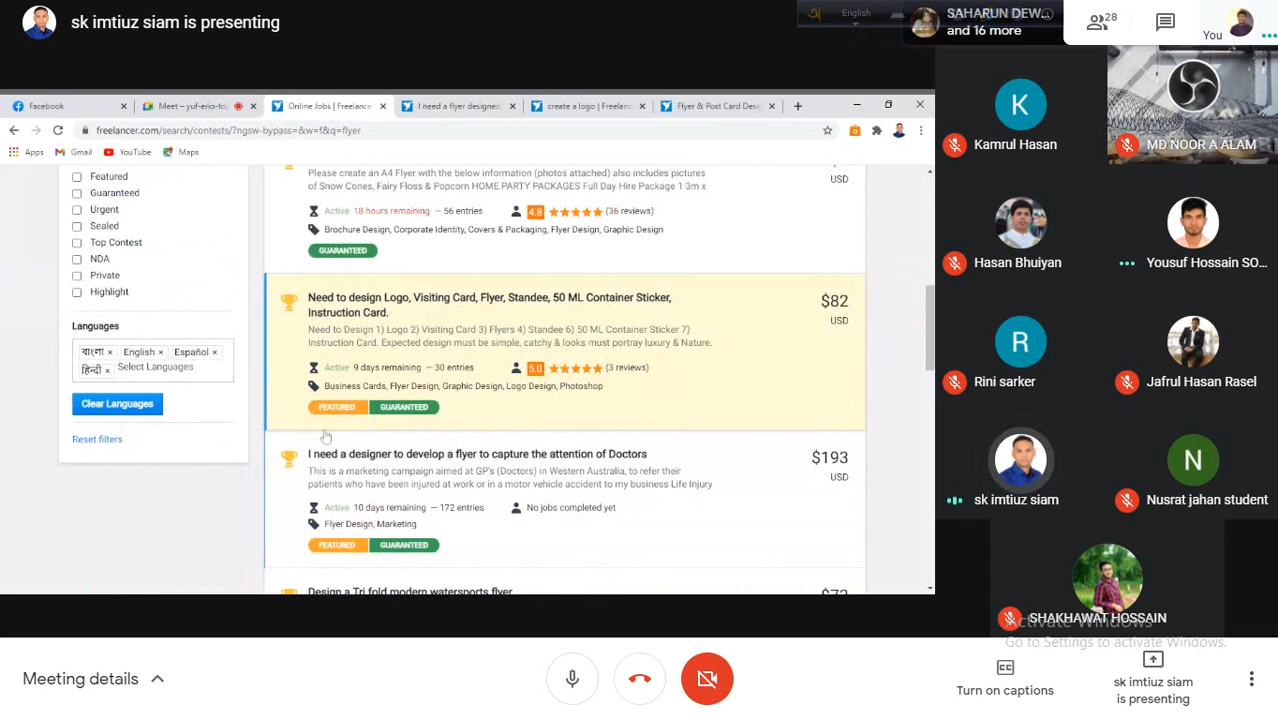 sk imtiuz siam is presenting
English
SAHARUN DEW...
and 16 more
28
You
Facebook
Meet – yuf-erio-to
Online Jobs | Freelance
I need a flyer designed
create a logo | Freelanc
Flyer & Post Card Desi
freelancer.com/search/contests/?ngsw-bypass=&w=f&q=flyer
Apps
Gmail
YouTube
Maps
Featured
Guaranteed
Urgent
Sealed
Top Contest
NDA
Private
Highlight
Languages
বাংলা ×
English ×
Español ×
हिन्दी ×
Select Languages
Clear Languages
Reset filters
Please create an A4 Flyer with the below information (photos attached) also includes pictures
of Snow Cones, Fairy Floss & Popcorn HOME PARTY PACKAGES Full Day Hire Package 1 3m x
USD
Active 18 hours remaining – 56 entries
4.8
(36 reviews)
Brochure Design, Corporate Identity, Covers & Packaging, Flyer Design, Graphic Design
GUARANTEED
Need to design Logo, Visiting Card, Flyer, Standee, 50 ML Container Sticker,
Instruction Card.
$82
USD
Need to Design 1) Logo 2) Visiting Card 3) Flyers 4) Standee 6) 50 ML Container Sticker 7)
Instruction Card. Expected design must be simple, catchy & looks must portray luxury & Nature.
Active 9 days remaining – 30 entries
5.0
(3 reviews)
Business Cards, Flyer Design, Graphic Design, Logo Design, Photoshop
FEATURED
GUARANTEED
I need a designer to develop a flyer to capture the attention of Doctors
$193
USD
This is a marketing campaign aimed at GP's (Doctors) in Western Australia, to refer their
patients who have been injured at work or in a motor vehicle accident to my business Life Injury
Active 10 days remaining – 172 entries
No jobs completed yet
Flyer Design, Marketing
FEATURED
GUARANTEED
Design a Tri fold modern watersports flyer
K
Kamrul Hasan
MD NOOR A ALAM
Hasan Bhuiyan
Yousuf Hossain SO...
R
Rini sarker
Jafrul Hasan Rasel
sk imtiuz siam
N
Nusrat jahan student
SHAKHAWAT HOSSAIN
Activate Windows
Go to Settings to activate Windows.
Meeting details
CC
Turn on captions
sk imtiuz siam
is presenting